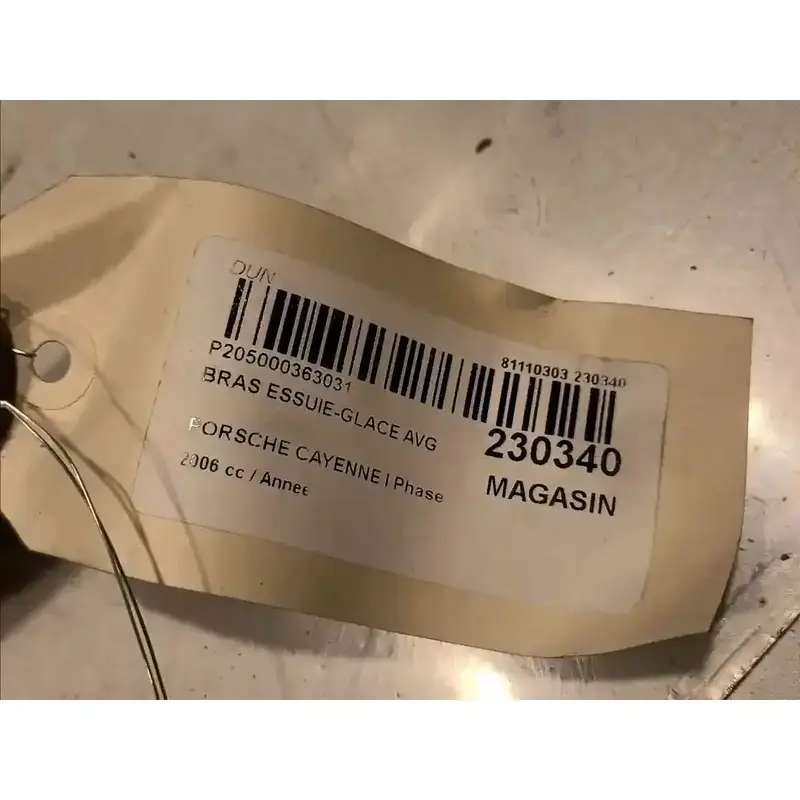 DUN
81110303 230340
P205000363031
BRAS ESSUIE-GLACE AVG
230340
PORSCHE CAYENNE I Phase
MAGASIN
2006 cc / Annee